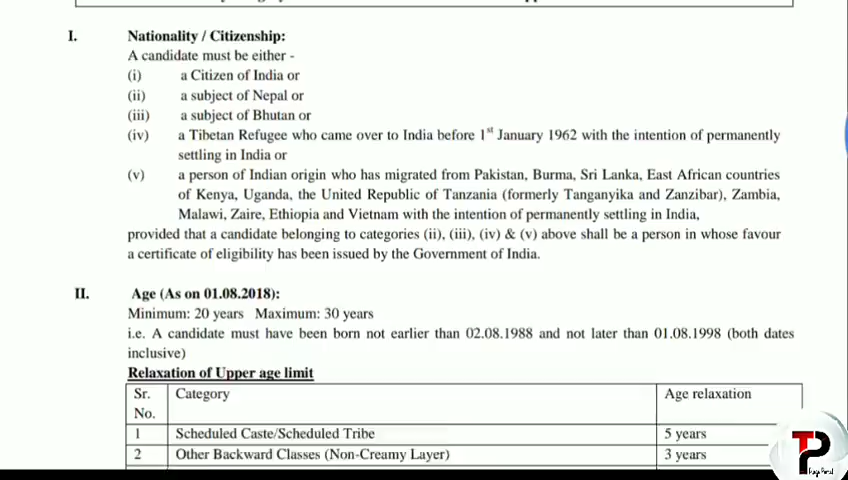 I. Nationality / Citizenship:
A candidate must be either -
(i) a Citizen of India or
(ii) a subject of Nepal or
(iii) a subject of Bhutan or
(iv) a Tibetan Refugee who came over to India before 1st January 1962 with the intention of permanently
settling in India or
(v) a person of Indian origin who has migrated from Pakistan, Burma, Sri Lanka, East African countries
of Kenya, Uganda, the United Republic of Tanzania (formerly Tanganyika and Zanzibar), Zambia,
Malawi, Zaire, Ethiopia and Vietnam with the intention of permanently settling in India,
provided that a candidate belonging to categories (ii), (iii), (iv) & (v) above shall be a person in whose favour
a certificate of eligibility has been issued by the Government of India.
II. Age (As on 01.08.2018):
Minimum: 20 years Maximum: 30 years
i.e. A candidate must have been born not earlier than 02.08.1988 and not later than 01.08.1998 (both dates
inclusive)
Relaxation of Upper age limit
Sr. Category Age relaxation
No.
1 Scheduled Caste/Scheduled Tribe 5 years
2 Other Backward Classes (Non-Creamy Layer) 3 years
TP